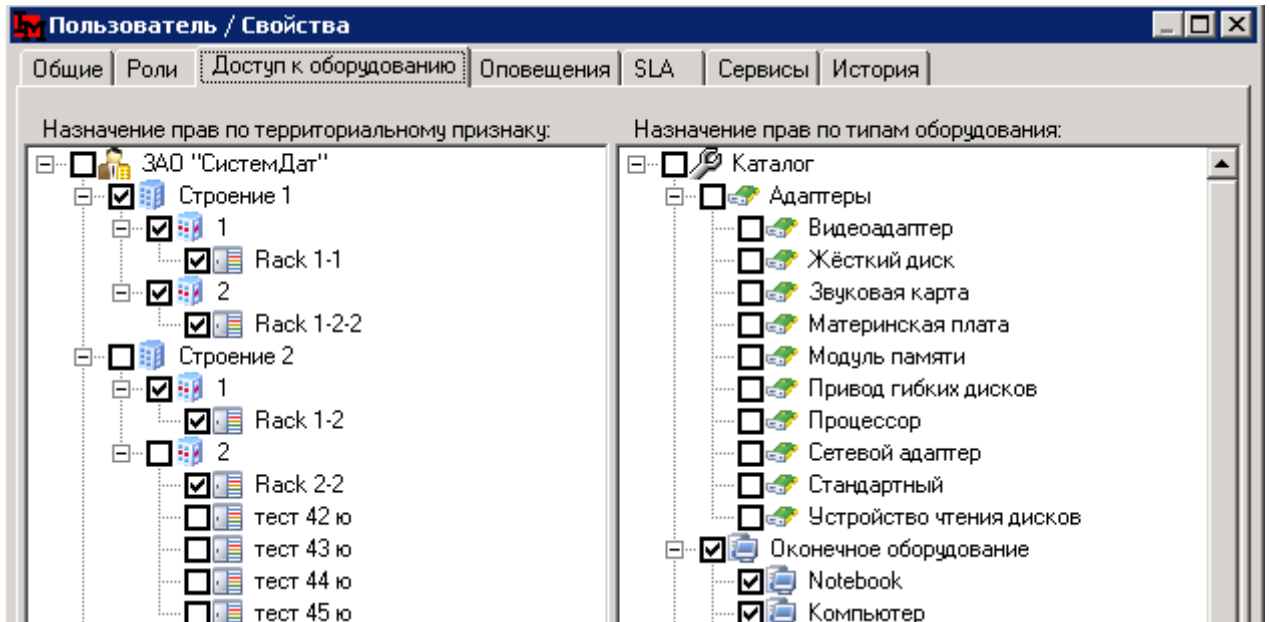 Пользователь / Свойства
Общие Роли Доступ к оборудованию Оповещения SLA Сервисы История
Назначение прав по территориальному признаку:
ЗАО "СистемДат"
Строение 1
1
Rack 1-1
2
Rack 1-2-2
Строение 2
1
Rack 1-2
2
Rack 2-2
тест 42 ю
тест 43 ю
тест 44 ю
тест 45 ю
Назначение прав по типам оборудования:
Каталог
Адаптеры
Видеоадаптер
Жёсткий диск
Звуковая карта
Материнская плата
Модуль памяти
Привод гибких дисков
Процессор
Сетевой адаптер
Стандартный
Устройство чтения дисков
Оконечное оборудование
Notebook
Компьютер